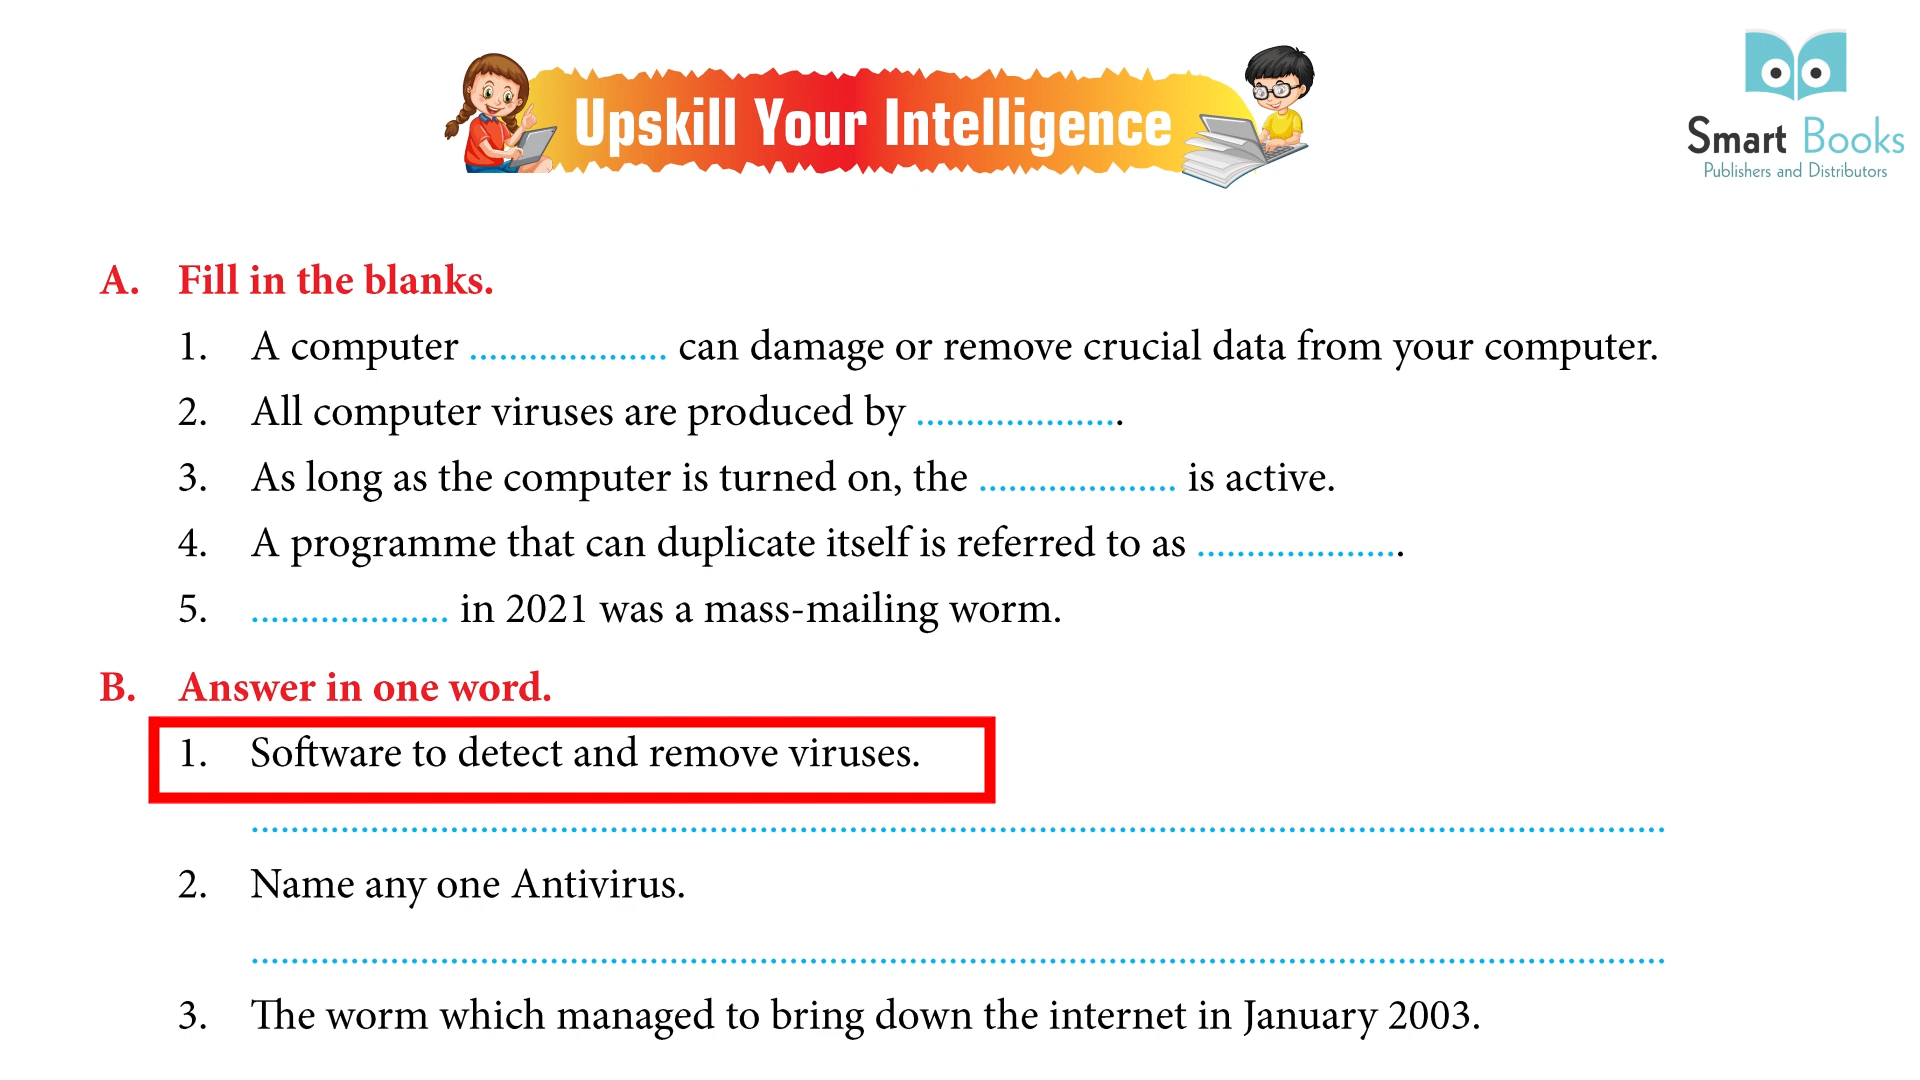 Upskill Your Intelligence
Smart Books
Publishers and Distributors
A. Fill in the blanks.
1. A computer .................... can damage or remove crucial data from your computer.
2. All computer viruses are produced by .....................
3. As long as the computer is turned on, the .................... is active.
4. A programme that can duplicate itself is referred to as .....................
5. .................... in 2021 was a mass-mailing worm.
B. Answer in one word.
1. Software to detect and remove viruses.
2. Name any one Antivirus.
3. The worm which managed to bring down the internet in January 2003.